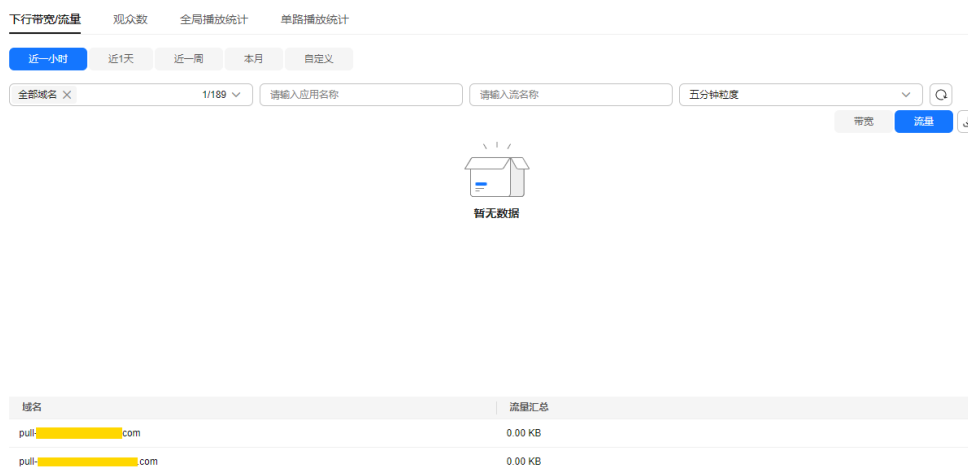 下行带宽/流量 观众数 全局播放统计 单路播放统计
近一小时 近1天 近一周 本月 自定义
全部域名 × 1/189 请输入应用名称 请输入流名称 五分钟粒度
带宽 流量
暂无数据
域名 流量汇总
pull- com 0.00 KB
pull- .com 0.00 KB